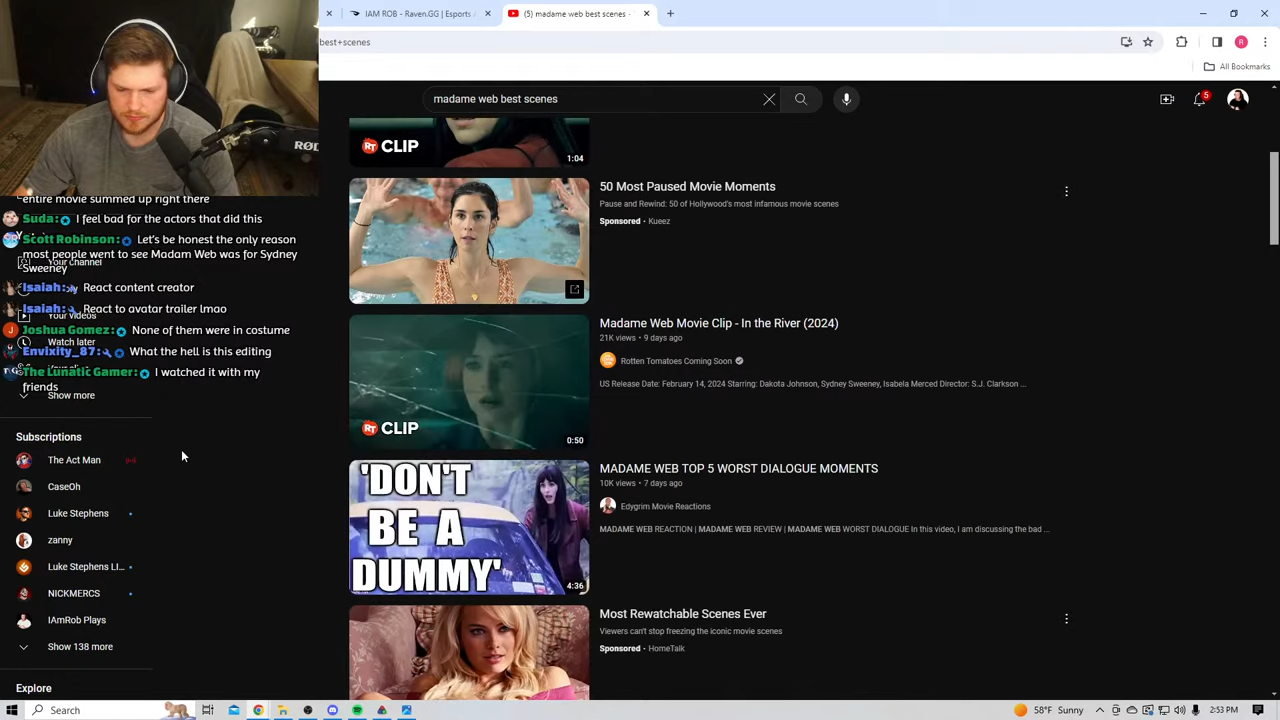 IAM ROB - Raven.GG | Esports
(5) madame web best scenes -
best+scenes
All Bookmarks
madame web best scenes
5
R
RØD
CLIP
1:04
50 Most Paused Movie Moments
Pause and Rewind: 50 of Hollywood's most infamous movie scenes
Sponsored • Kueez
Madame Web Movie Clip - In the River (2024)
21K views • 9 days ago
Rotten Tomatoes Coming Soon
US Release Date: February 14, 2024 Starring: Dakota Johnson, Sydney Sweeney, Isabela Merced Director: S.J. Clarkson ...
CLIP
0:50
MADAME WEB TOP 5 WORST DIALOGUE MOMENTS
10K views • 7 days ago
Edygrim Movie Reactions
MADAME WEB REACTION | MADAME WEB REVIEW | MADAME WEB WORST DIALOGUE In this video, I am discussing the bad ...
'DON'T
BE A
DUMMY'
4:36
Most Rewatchable Scenes Ever
Viewers can't stop freezing the iconic movie scenes
Sponsored • HomeTalk
entire movie summed up right there
Suda: I feel bad for the actors that did this
Scott Robinson: Let's be honest the only reason
most people went to see Madam Web was for Sydney
Sweeney
Your Channel
Isaiah: React content creator
Isaiah: React to avatar trailer lmao
Your Videos
Joshua Gomez: None of them were in costume
Watch later
Envixity_87: What the hell is this editing
The Lunatic Gamer: I watched it with my
friends
Show more
Subscriptions
The Act Man
CaseOh
Luke Stephens
zanny
Luke Stephens LI...
NICKMERCS
IAmRob Plays
Show 138 more
Explore
Search
58°F Sunny
2:53 PM